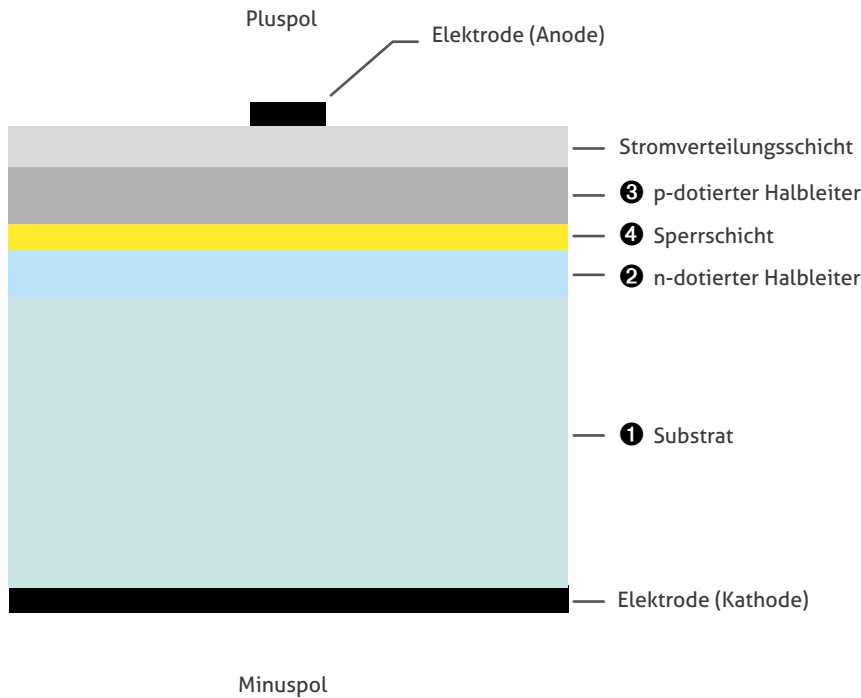 Pluspol
Elektrode (Anode)
Stromverteilungsschicht
❸ p-dotierter Halbleiter
❹ Sperrschicht
❷ n-dotierter Halbleiter
❶ Substrat
Elektrode (Kathode)
Minuspol